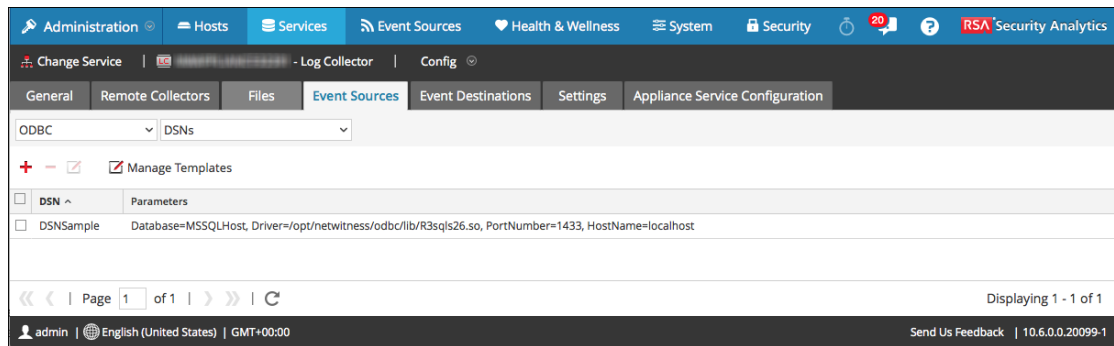 Administration Hosts Services Event Sources Health & Wellness System Security 20 ? RSA Security Analytics
Change Service | LC - Log Collector | Config
General Remote Collectors Files Event Sources Event Destinations Settings Appliance Service Configuration
ODBC DSNs
Manage Templates
DSN Parameters
DSNSample Database=MSSQLHost, Driver=/opt/netwitness/odbc/lib/R3sqls26.so, PortNumber=1433, HostName=localhost
| Page 1 of 1 | | Displaying 1 - 1 of 1
admin | English (United States) | GMT+00:00 Send Us Feedback | 10.6.0.0.20099-1